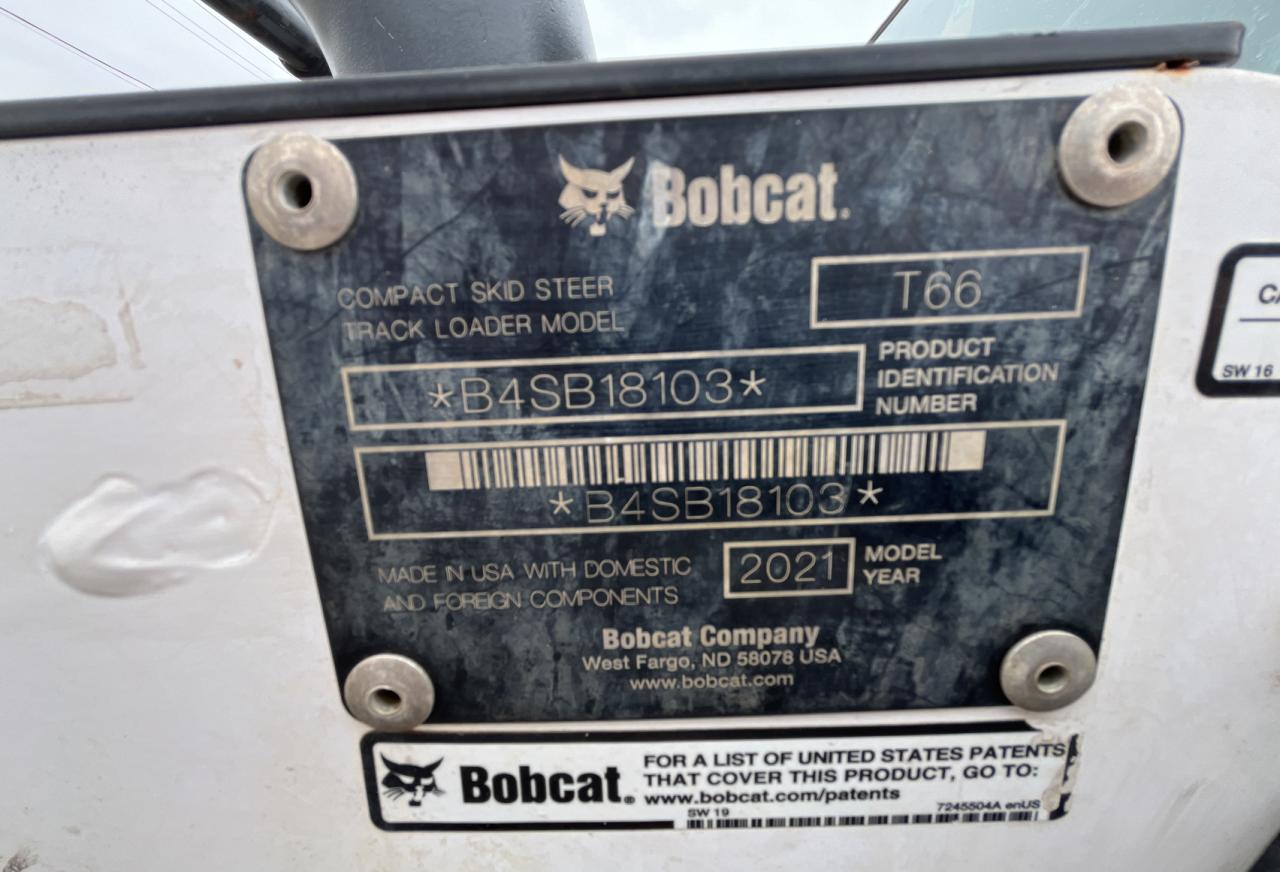 Bobcat.
COMPACT SKID STEER
TRACK LOADER MODEL
T66
*B4SB18103*
PRODUCT
IDENTIFICATION
NUMBER
*B4SB18103*
MADE IN USA WITH DOMESTIC
AND FOREIGN COMPONENTS
2021
MODEL
YEAR
Bobcat Company
West Fargo, ND 58078 USA
www.bobcat.com
Bobcat®
FOR A LIST OF UNITED STATES PATENTS
THAT COVER THIS PRODUCT, GO TO:
www.bobcat.com/patents
SW 19
7245504A enUS
SW 16